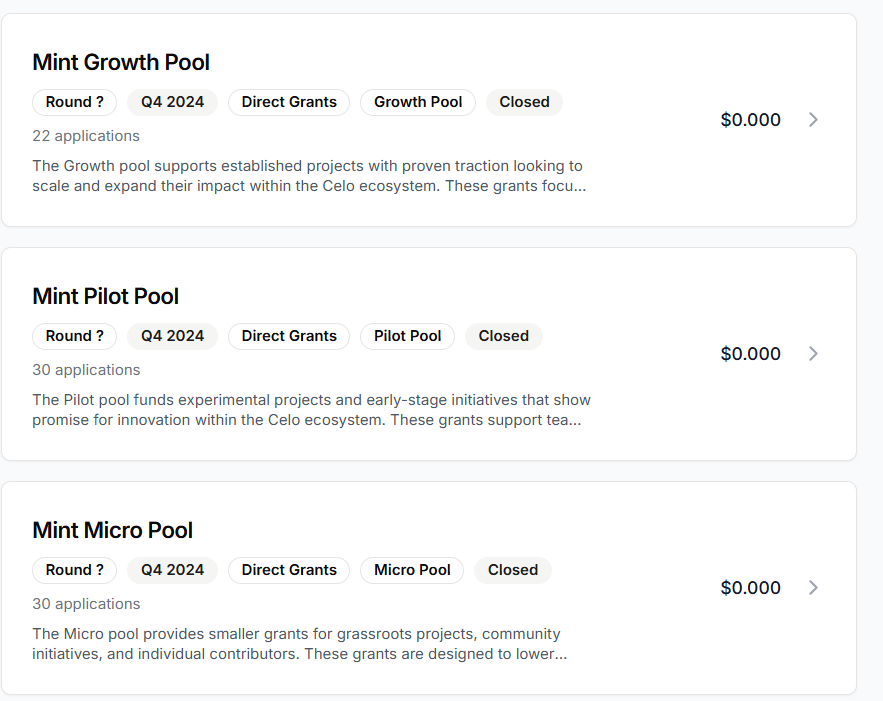 Mint Growth Pool
Round ? Q4 2024 Direct Grants Growth Pool Closed
22 applications
$0.000
The Growth pool supports established projects with proven traction looking to
scale and expand their impact within the Celo ecosystem. These grants focu...
Mint Pilot Pool
Round ? Q4 2024 Direct Grants Pilot Pool Closed
30 applications
$0.000
The Pilot pool funds experimental projects and early-stage initiatives that show
promise for innovation within the Celo ecosystem. These grants support tea...
Mint Micro Pool
Round ? Q4 2024 Direct Grants Micro Pool Closed
30 applications
$0.000
The Micro pool provides smaller grants for grassroots projects, community
initiatives, and individual contributors. These grants are designed to lower...